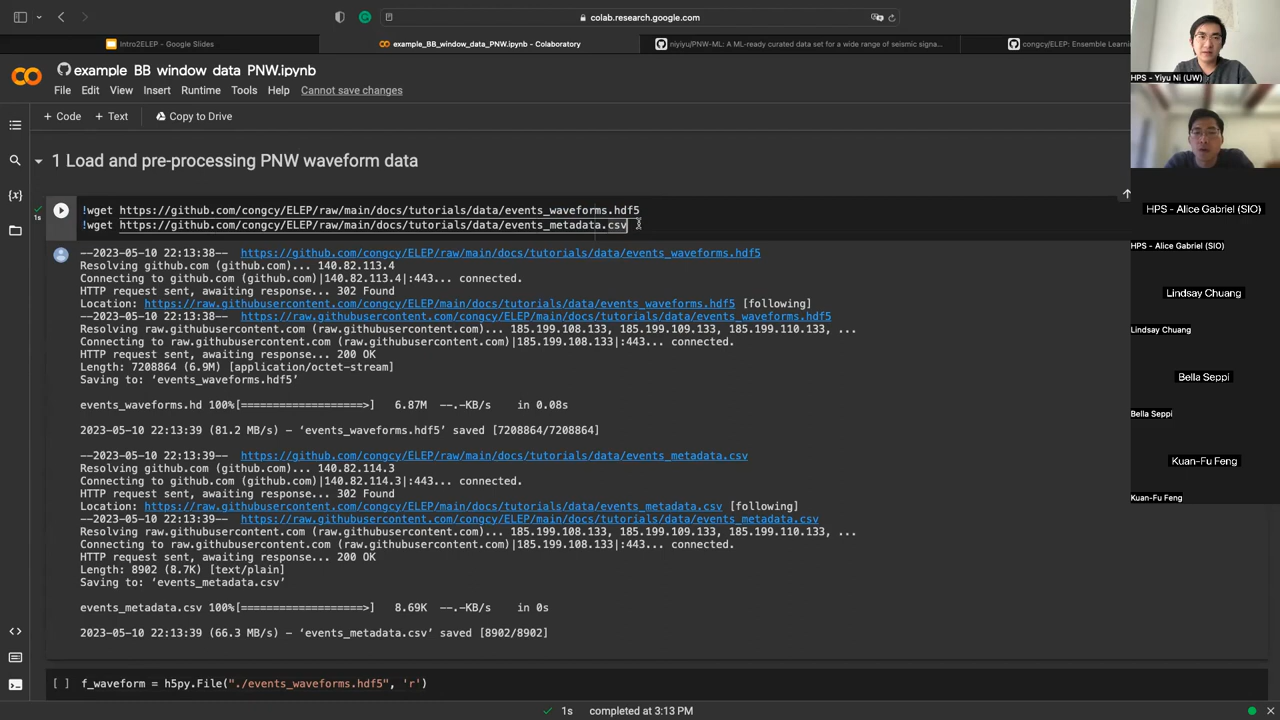 colab.research.google.com
Intro2ELEP - Google Slides
example_BB_window_data_PNW.ipynb - Colaboratory
niyiyu/PNW-ML: A ML-ready curated data set for a wide range of seismic signa...
congcy/ELEP: Ensemble Learni
example_BB_window_data_PNW.ipynb
File Edit View Insert Runtime Tools Help Cannot save changes
+ Code + Text Copy to Drive
1 Load and pre-processing PNW waveform data
!wget https://github.com/congcy/ELEP/raw/main/docs/tutorials/data/events_waveforms.hdf5
!wget https://github.com/congcy/ELEP/raw/main/docs/tutorials/data/events_metadata.csv
1s
--2023-05-10 22:13:38-- https://github.com/congcy/ELEP/raw/main/docs/tutorials/data/events_waveforms.hdf5
Resolving github.com (github.com)... 140.82.113.4
Connecting to github.com (github.com)|140.82.113.4|:443... connected.
HTTP request sent, awaiting response... 302 Found
Location: https://raw.githubusercontent.com/congcy/ELEP/main/docs/tutorials/data/events_waveforms.hdf5 [following]
--2023-05-10 22:13:38-- https://raw.githubusercontent.com/congcy/ELEP/main/docs/tutorials/data/events_waveforms.hdf5
Resolving raw.githubusercontent.com (raw.githubusercontent.com)... 185.199.108.133, 185.199.109.133, 185.199.110.133, ...
Connecting to raw.githubusercontent.com (raw.githubusercontent.com)|185.199.108.133|:443... connected.
HTTP request sent, awaiting response... 200 OK
Length: 7208864 (6.9M) [application/octet-stream]
Saving to: ‘events_waveforms.hdf5’
events_waveforms.hd 100%[===================>] 6.87M --.-KB/s in 0.08s
2023-05-10 22:13:39 (81.2 MB/s) - ‘events_waveforms.hdf5’ saved [7208864/7208864]
--2023-05-10 22:13:39-- https://github.com/congcy/ELEP/raw/main/docs/tutorials/data/events_metadata.csv
Resolving github.com (github.com)... 140.82.114.3
Connecting to github.com (github.com)|140.82.114.3|:443... connected.
HTTP request sent, awaiting response... 302 Found
Location: https://raw.githubusercontent.com/congcy/ELEP/main/docs/tutorials/data/events_metadata.csv [following]
--2023-05-10 22:13:39-- https://raw.githubusercontent.com/congcy/ELEP/main/docs/tutorials/data/events_metadata.csv
Resolving raw.githubusercontent.com (raw.githubusercontent.com)... 185.199.108.133, 185.199.109.133, 185.199.110.133, ...
Connecting to raw.githubusercontent.com (raw.githubusercontent.com)|185.199.108.133|:443... connected.
HTTP request sent, awaiting response... 200 OK
Length: 8902 (8.7K) [text/plain]
Saving to: ‘events_metadata.csv’
events_metadata.csv 100%[===================>] 8.69K --.-KB/s in 0s
2023-05-10 22:13:39 (66.3 MB/s) - ‘events_metadata.csv’ saved [8902/8902]
[ ] f_waveform = h5py.File("./events_waveforms.hdf5", 'r')
1s completed at 3:13 PM
HPS - Yiyu Ni (UW)
HPS - Alice Gabriel (SIO)
HPS - Alice Gabriel (SIO)
Lindsay Chuang
Lindsay Chuang
Bella Seppi
Bella Seppi
Kuan-Fu Feng
Kuan-Fu Feng